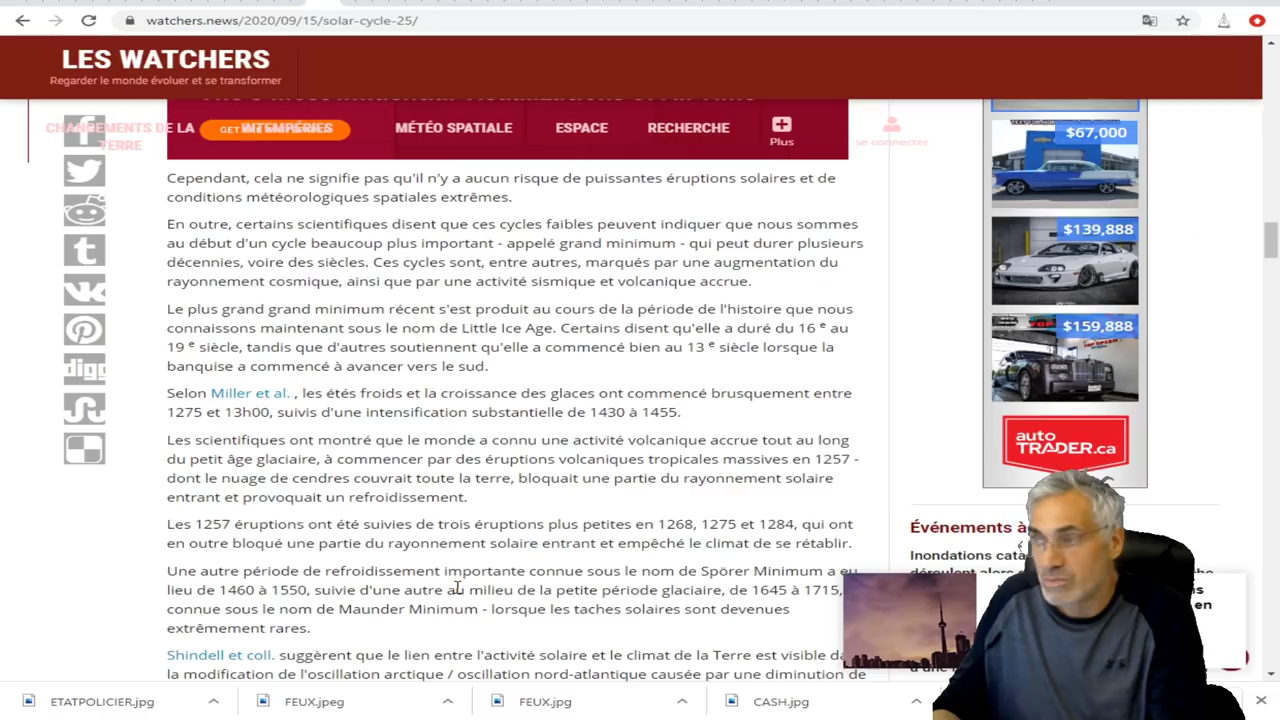 watchers.news/2020/09/15/solar-cycle-25/
LES WATCHERS
Regarder le monde évoluer et se transformer
CHANGEMENTS DE LA
TERRE
INTEMPÉRIES
MÉTÉO SPATIALE
ESPACE
RECHERCHE
Plus
se connecter
Cependant, cela ne signifie pas qu'il n'y a aucun risque de puissantes éruptions solaires et de
conditions météorologiques spatiales extrêmes.
En outre, certains scientifiques disent que ces cycles faibles peuvent indiquer que nous sommes
au début d'un cycle beaucoup plus important - appelé grand minimum - qui peut durer plusieurs
décennies, voire des siècles. Ces cycles sont, entre autres, marqués par une augmentation du
rayonnement cosmique, ainsi que par une activité sismique et volcanique accrue.
Le plus grand grand minimum récent s'est produit au cours de la période de l'histoire que nous
connaissons maintenant sous le nom de Little Ice Age. Certains disent qu'elle a duré du 16 e au
19 e siècle, tandis que d'autres soutiennent qu'elle a commencé bien au 13 e siècle lorsque la
banquise a commencé à avancer vers le sud.
Selon Miller et al. , les étés froids et la croissance des glaces ont commencé brusquement entre
1275 et 13h00, suivis d'une intensification substantielle de 1430 à 1455.
Les scientifiques ont montré que le monde a connu une activité volcanique accrue tout au long
du petit âge glaciaire, à commencer par des éruptions volcaniques tropicales massives en 1257 -
dont le nuage de cendres couvrait toute la terre, bloquait une partie du rayonnement solaire
entrant et provoquait un refroidissement.
Les 1257 éruptions ont été suivies de trois éruptions plus petites en 1268, 1275 et 1284, qui ont
en outre bloqué une partie du rayonnement solaire entrant et empêché le climat de se rétablir.
Une autre période de refroidissement importante connue sous le nom de Spörer Minimum a eu
lieu de 1460 à 1550, suivie d'une autre au milieu de la petite période glaciaire, de 1645 à 1715,
connue sous le nom de Maunder Minimum - lorsque les taches solaires sont devenues
extrêmement rares.
Shindell et coll. suggèrent que le lien entre l'activité solaire et le climat de la Terre est visible
la modification de l'oscillation arctique / oscillation nord-atlantique causée par une diminution de
$67,000
$139,888
$159,888
auto
TRADER.ca
Événements
Inondations
en
digg
ETATPOLICIER.jpg
FEUX.jpeg
FEUX.jpg
CASH.jpg